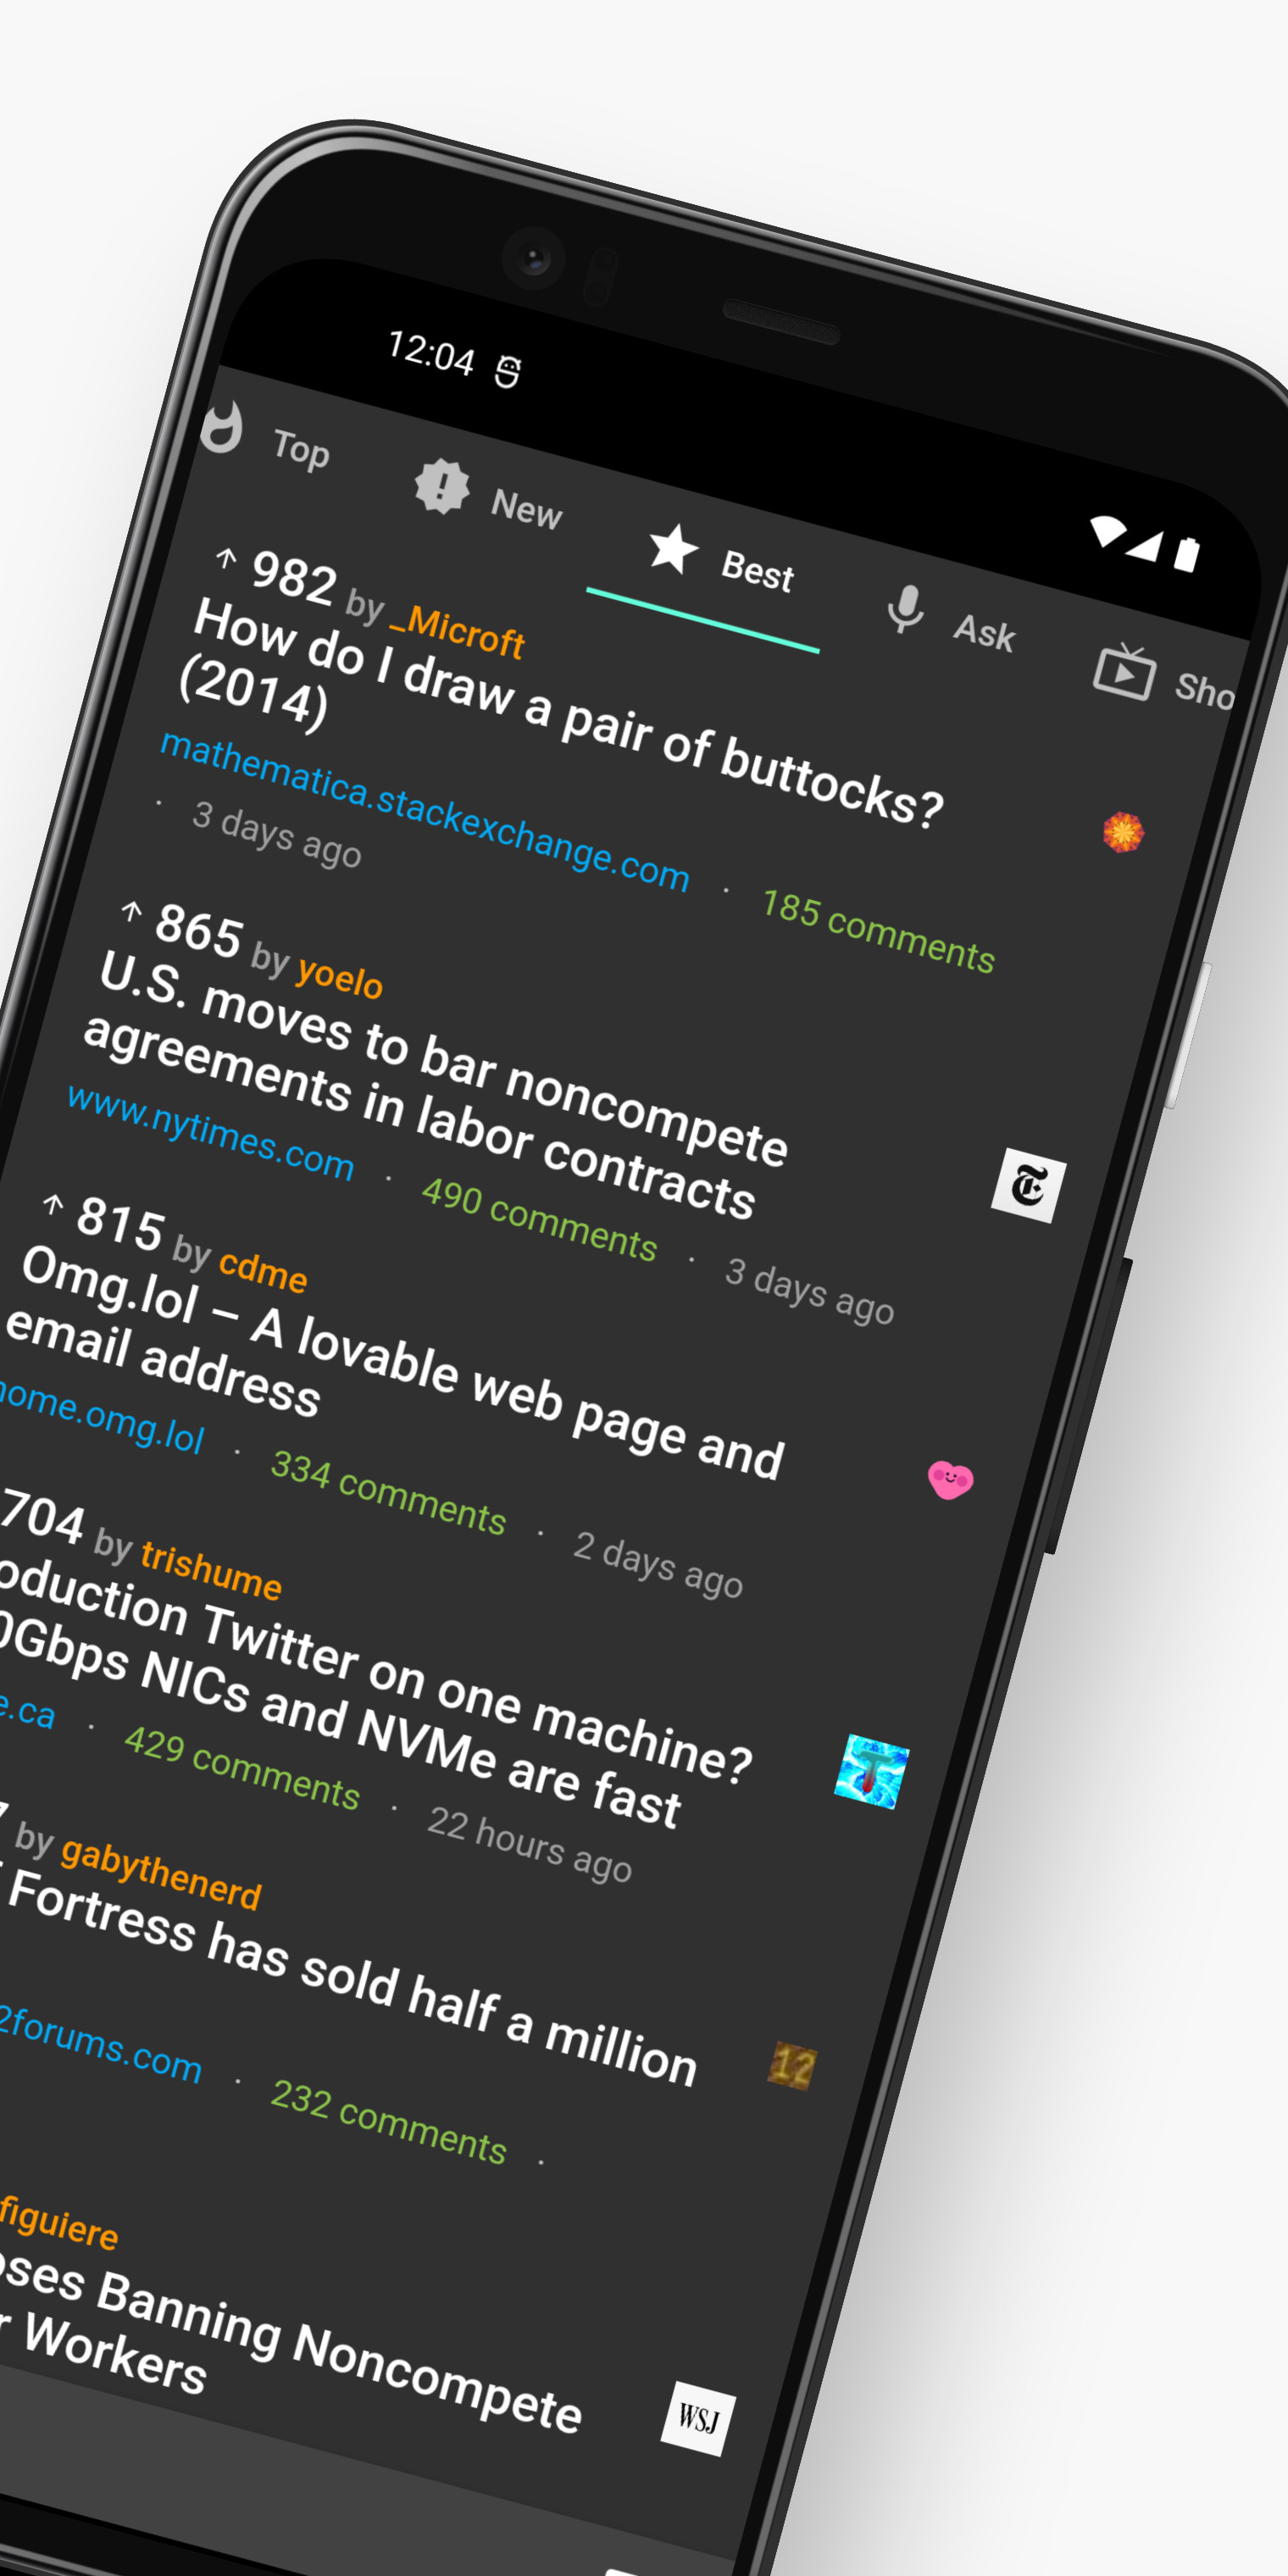 12:04
Top New Best Ask Sho
982 by _Microft
How do I draw a pair of buttocks?
(2014)
mathematica.stackexchange.com · 185 comments
· 3 days ago
865 by yoelo
U.S. moves to bar noncompete
agreements in labor contracts
www.nytimes.com · 490 comments · 3 days ago
815 by cdme
Omg.lol – A lovable web page and
email address
home.omg.lol · 334 comments · 2 days ago
704 by trishume
oduction Twitter on one machine?
0Gbps NICs and NVMe are fast
e.ca · 429 comments · 22 hours ago
by gabythenerd
Fortress has sold half a million
2forums.com · 232 comments ·
figuiere
oses Banning Noncompete
r Workers
12
WSJ